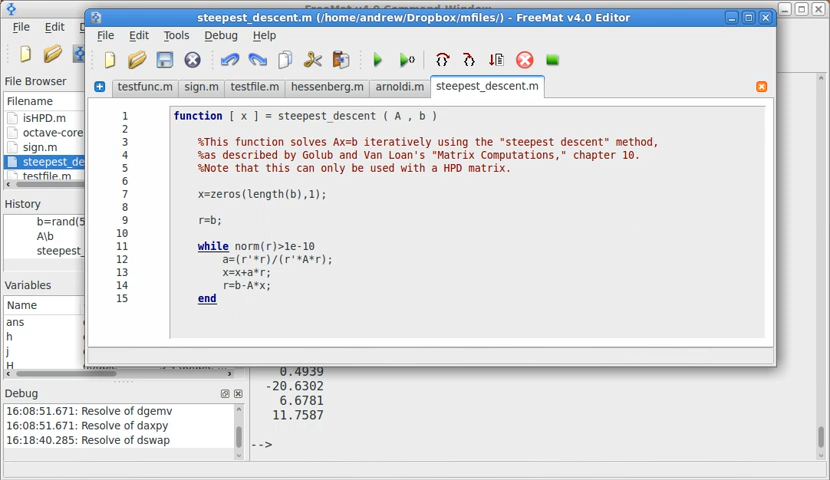 FreeMat v4.0 Command Window
steepest_descent.m (/home/andrew/Dropbox/mfiles/) - FreeMat v4.0 Editor
File Edit
File Edit Tools Debug Help
testfunc.m sign.m testfile.m hessenberg.m arnoldi.m steepest_descent.m
File Browser
Filename
isHPD.m
octave-core
sign.m
steepest_de
testfile.m
History
b=rand(5
A\b
steepest_
Variables
Name
ans
h
j
H
1 function [ x ] = steepest_descent ( A , b )
2
3 %This function solves Ax=b iteratively using the "steepest descent" method,
4 %as described by Golub and Van Loan's "Matrix Computations," chapter 10.
5 %Note that this can only be used with a HPD matrix.
6
7 x=zeros(length(b),1);
8
9 r=b;
10
11 while norm(r)>1e-10
12 a=(r'*r)/(r'*A*r);
13 x=x+a*r;
14 r=b-A*x;
15 end
Debug
16:08:51.671: Resolve of dgemv
16:08:51.671: Resolve of daxpy
16:18:40.285: Resolve of dswap
0.4939
-20.6302
6.6781
11.7587
-->